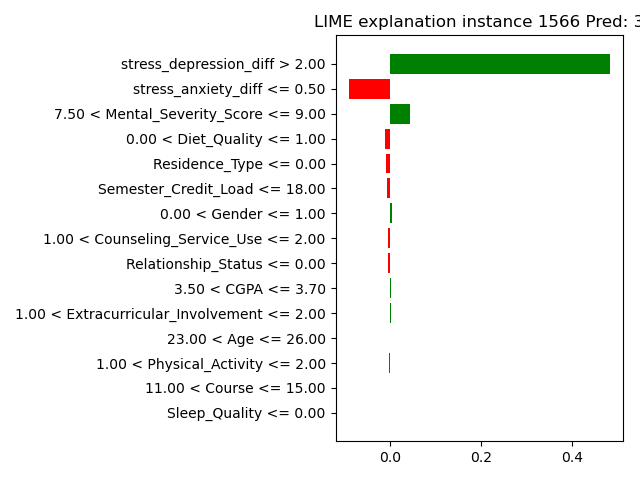 LIME explanation instance 1566 Pred: 3
stress_depression_diff > 2.00
stress_anxiety_diff <= 0.50
7.50 < Mental_Severity_Score <= 9.00
0.00 < Diet_Quality <= 1.00
Residence_Type <= 0.00
Semester_Credit_Load <= 18.00
0.00 < Gender <= 1.00
1.00 < Counseling_Service_Use <= 2.00
Relationship_Status <= 0.00
3.50 < CGPA <= 3.70
1.00 < Extracurricular_Involvement <= 2.00
23.00 < Age <= 26.00
1.00 < Physical_Activity <= 2.00
11.00 < Course <= 15.00
Sleep_Quality <= 0.00
0.0 0.2 0.4